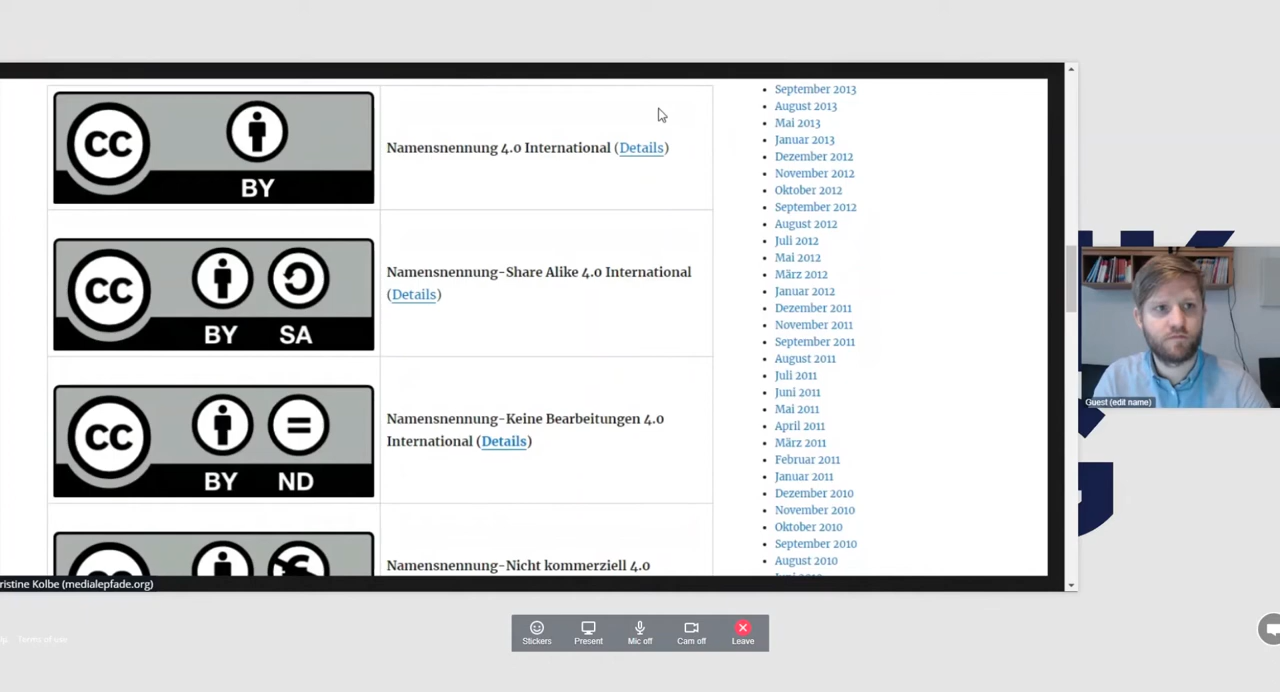 CC
BY
Namensnennung 4.0 International (Details)
CC
BY SA
Namensnennung-Share Alike 4.0 International
(Details)
CC
BY ND
Namensnennung-Keine Bearbeitungen 4.0
International (Details)
Namensnennung-Nicht kommerziell 4.0
September 2013
August 2013
Mai 2013
Januar 2013
Dezember 2012
November 2012
Oktober 2012
September 2012
August 2012
Juli 2012
Mai 2012
März 2012
Januar 2012
Dezember 2011
November 2011
September 2011
August 2011
Juli 2011
Juni 2011
Mai 2011
April 2011
März 2011
Februar 2011
Januar 2011
Dezember 2010
November 2010
Oktober 2010
September 2010
August 2010
Guest (edit name)
ristine Kolbe (medialepfade.org)
Terms of use
Stickers
Present
Mic off
Cam off
Leave